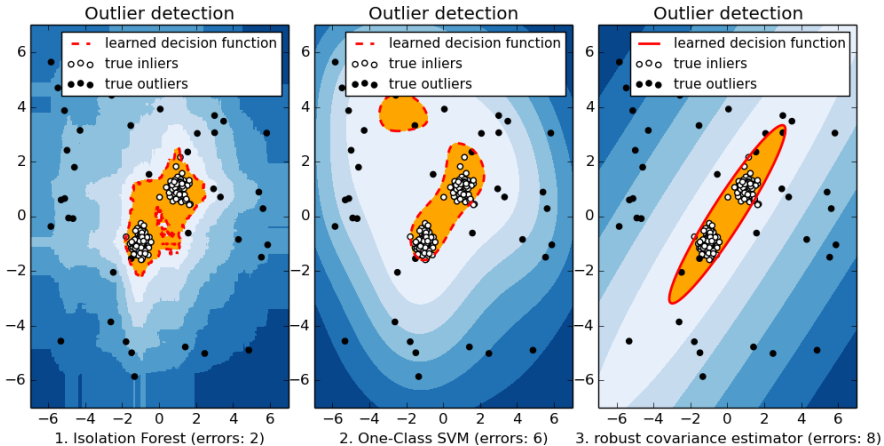 Outlier detection
learned decision function
true inliers
true outliers
6
4
2
0
−2
−4
−6
−6 −4 −2 0 2 4 6
1. Isolation Forest (errors: 2)
Outlier detection
learned decision function
true inliers
true outliers
6
4
2
0
−2
−4
−6
−6 −4 −2 0 2 4 6
2. One-Class SVM (errors: 6)
Outlier detection
learned decision function
true inliers
true outliers
6
4
2
0
−2
−4
−6
−6 −4 −2 0 2 4 6
3. robust covariance estimator (errors: 8)